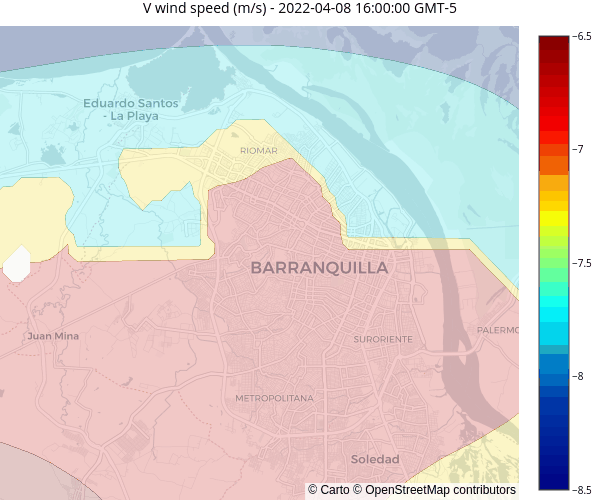 V wind speed (m/s) - 2022-04-08 16:00:00 GMT-5
Eduardo Santos
- La Playa
RIOMAR
BARRANQUILLA
Juan Mina
SURORIENTE
PALERMO
METROPOLITANA
Soledad
© Carto © OpenStreetMap contributors
−6.5
−7
−7.5
−8
−8.5